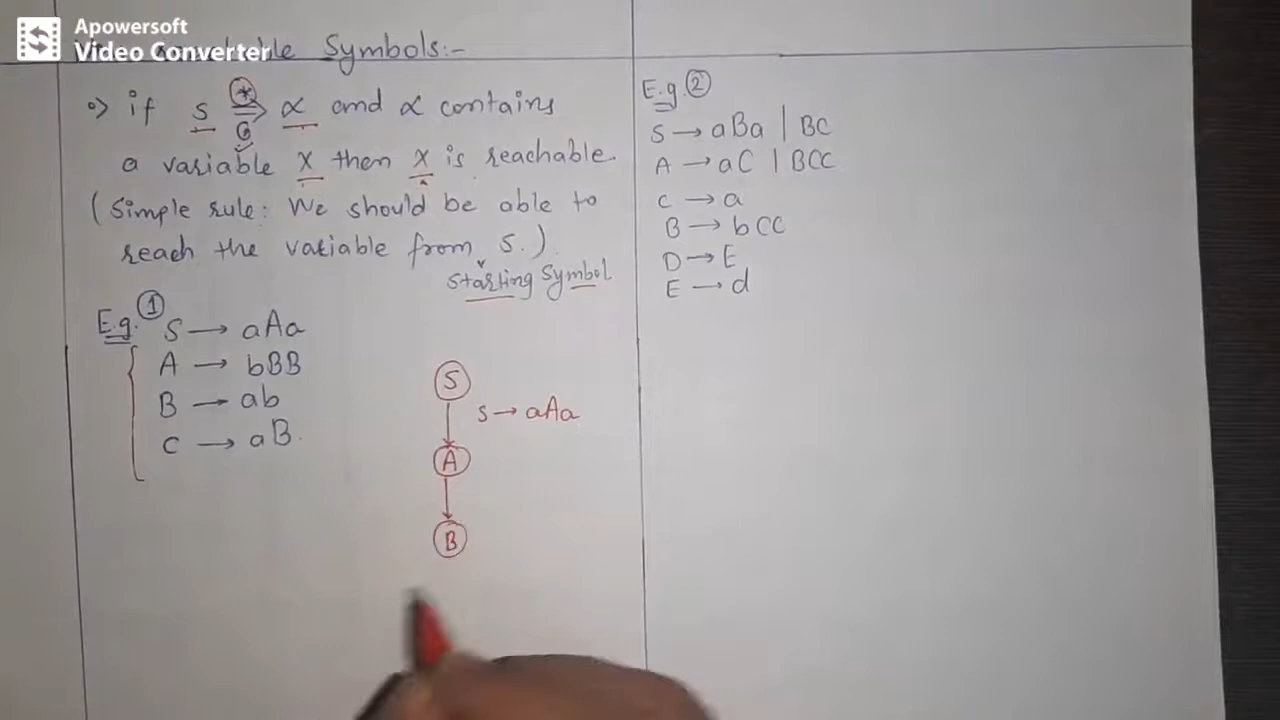 Apowersoft
Video Converter
Symbols:-
if S *⇒G α and α contains
a variable X then X is reachable.
(Simple rule: We should be able to
reach the variable from S.)
Starting Symbol
E.g. ① S → aAa
A → bBB
B → ab
C → aB.
S
S → aAa
A
B
E.g. ②
S → aBa | BC
A → aC | BCC
C → a
B → bCC
D → E
E → d